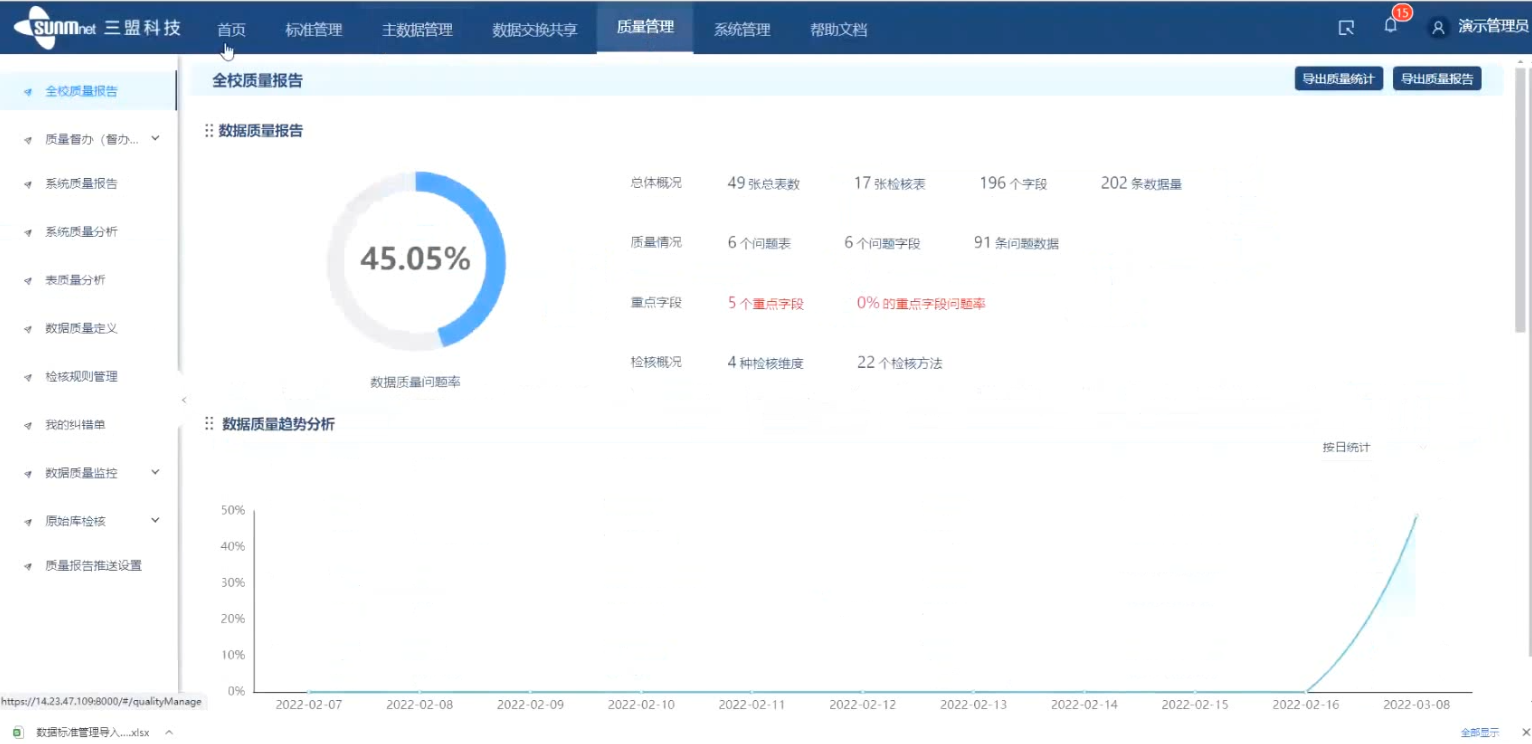 sunmnet 三盟科技 首页 标准管理 主数据管理 数据交换共享 质量管理 系统管理 帮助文档 15 演示管理员
全校质量报告
质量督办（督办...
系统质量报告
系统质量分析
表质量分析
数据质量定义
检核规则管理
我的纠错单
数据质量监控
原始库检核
质量报告推送设置
全校质量报告 导出质量统计 导出质量报告
数据质量报告
45.05%
数据质量问题率
总体概况 49 张总表数 17 张检核表 196 个字段 202 条数据量
质量情况 6 个问题表 6 个问题字段 91 条问题数据
重点字段 5 个重点字段 0% 的重点字段问题率
检核概况 4 种检核维度 22 个检核方法
数据质量趋势分析
按日统计
50%
40%
30%
20%
10%
0%
2022-02-07 2022-02-08 2022-02-09 2022-02-10 2022-02-11 2022-02-12 2022-02-13 2022-02-14 2022-02-15 2022-02-16 2022-03-08
https://14.23.47.109:8000/#/qualityManage
数据标准管理导入....xlsx 全部显示